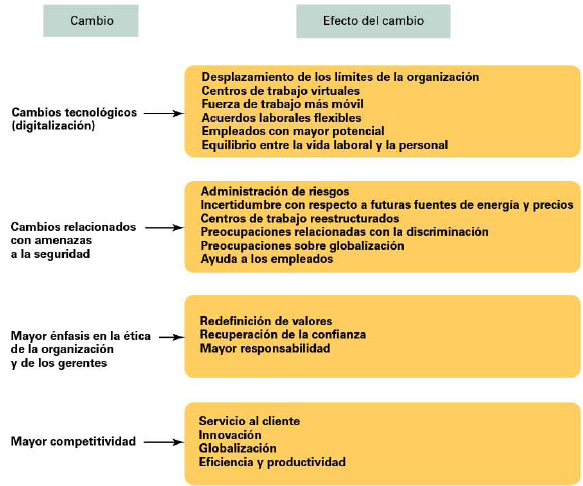 Cambio
Efecto del cambio
Cambios tecnológicos
(digitalización)
Desplazamiento de los límites de la organización
Centros de trabajo virtuales
Fuerza de trabajo más móvil
Acuerdos laborales flexibles
Empleados con mayor potencial
Equilibrio entre la vida laboral y la personal
Cambios relacionados
con amenazas
a la seguridad
Administración de riesgos
Incertidumbre con respecto a futuras fuentes de energía y precios
Centros de trabajo reestructurados
Preocupaciones relacionadas con la discriminación
Preocupaciones sobre globalización
Ayuda a los empleados
Mayor énfasis en la ética
de la organización
y de los gerentes
Redefinición de valores
Recuperación de la confianza
Mayor responsabilidad
Mayor competitividad
Servicio al cliente
Innovación
Globalización
Eficiencia y productividad